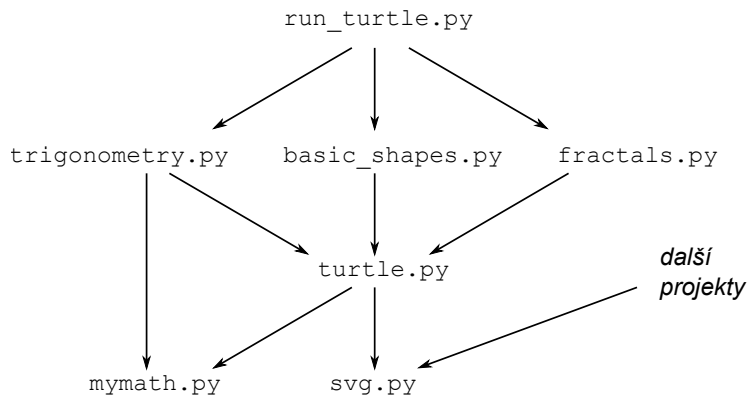 run_turtle.py
trigonometry.py
basic_shapes.py
fractals.py
turtle.py
další
projekty
mymath.py
svg.py